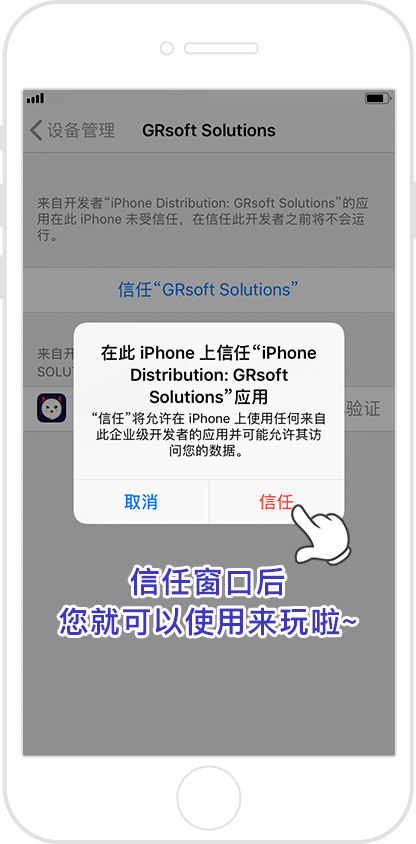 设备管理
GRsoft Solutions
来自开发者“iPhone Distribution: GRsoft Solutions”的应
用在此 iPhone 未受信任，在信任此开发者之前将不会运
行。
信任“GRsoft Solutions”
来自开
SOLU
在此 iPhone 上信任“iPhone
Distribution: GRsoft
Solutions”应用
“信任”将允许在 iPhone 上使用任何来自
此企业级开发者的应用并可能允许其访
问您的数据。
验证
取消
信任
信任窗口后
您就可以使用来玩啦~